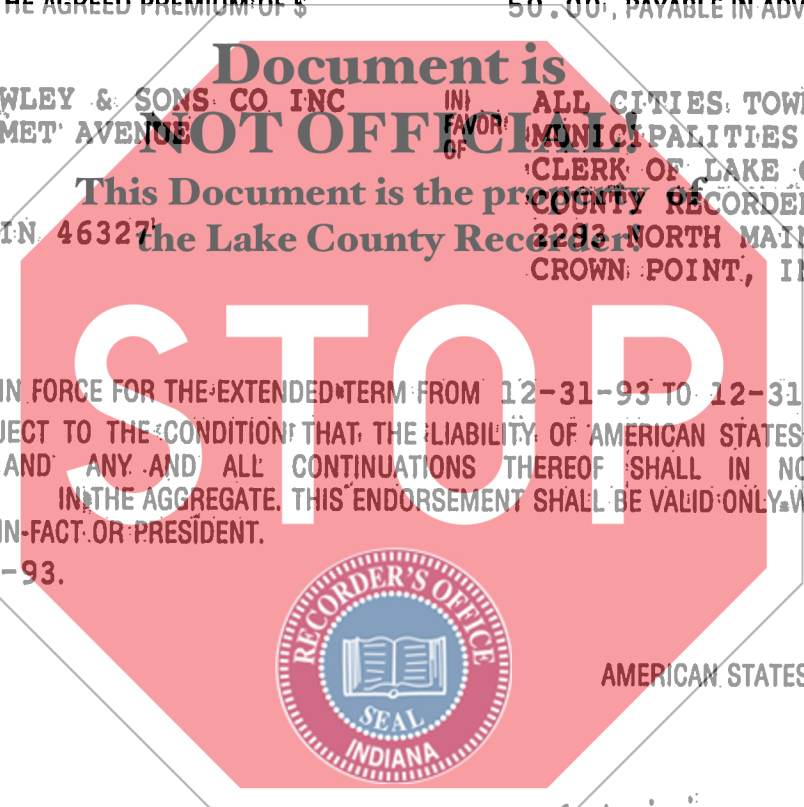 HE AGREED PREMIUM OF $ 50.00, PAYABLE IN ADV
Document is
WLEY & SONS CO INC IN ALL CITIES TOW
MET AVENUE FAVOR MUNICIPALITIES
NOT OFFICIAL!
OF CLERK OF LAKE
This Document is the property of
COUNTY RECORDE
IN 46327 2293 NORTH MAIN
the Lake County Recorder!
CROWN POINT, I
STOP
IN FORCE FOR THE EXTENDED TERM FROM 12-31-93 TO 12-31
JECT TO THE CONDITION THAT THE LIABILITY OF AMERICAN STATES
AND ANY AND ALL CONTINUATIONS THEREOF SHALL IN NO
IN THE AGGREGATE. THIS ENDORSEMENT SHALL BE VALID ONLY W
IN-FACT OR PRESIDENT.
-93.
RECORDER'S OFFICE
SEAL
INDIANA
AMERICAN STATES